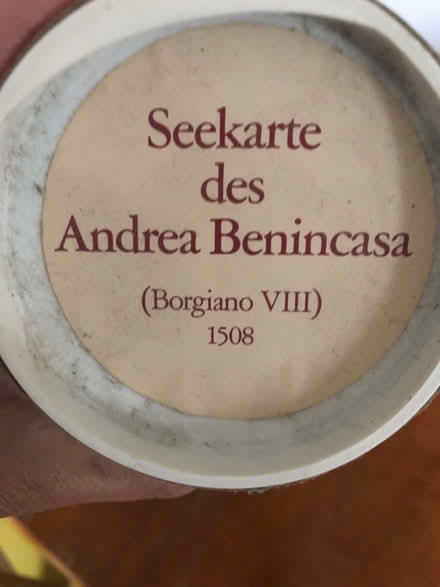 Seekarte
des
Andrea Benincasa
(Borgiano VIII)
1508